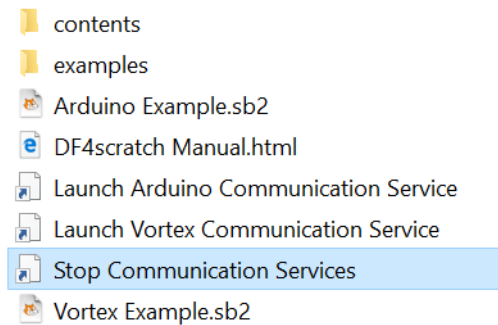 contents
examples
Arduino Example.sb2
DF4scratch Manual.html
Launch Arduino Communication Service
Launch Vortex Communication Service
Stop Communication Services
Vortex Example.sb2